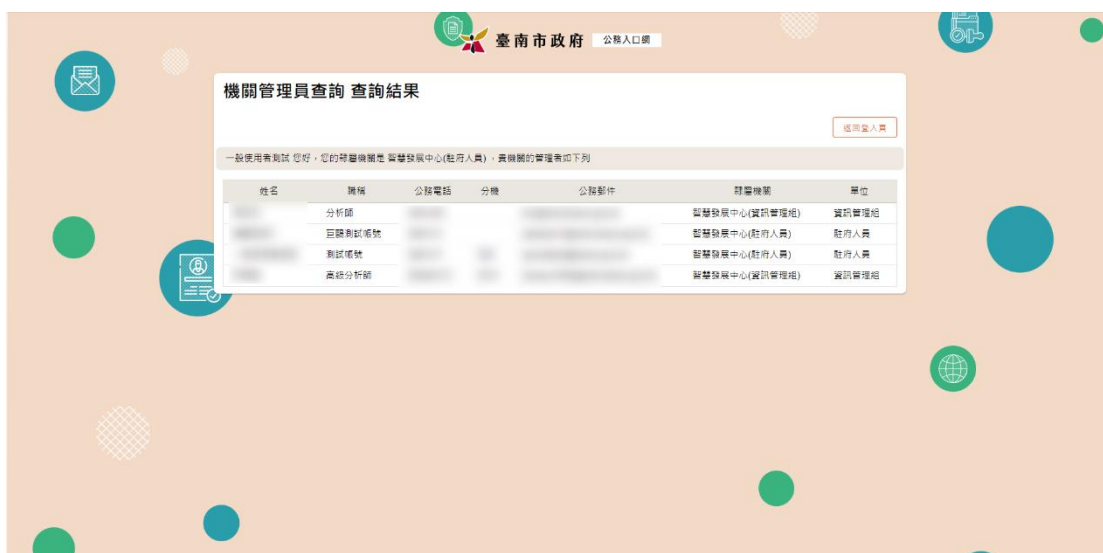 臺南市政府 公務入口網
機關管理員查詢 查詢結果
返回登入頁
一般使用者測試 您好，您的隸屬機關是 智慧發展中心(駐府人員) ，貴機關的管理者如下列
姓名 職稱 公務電話 分機 公務郵件 隸屬機關 單位
分析師 智慧發展中心(資訊管理組) 資訊管理組
巨鷗測試帳號 智慧發展中心(駐府人員) 駐府人員
測試帳號 智慧發展中心(駐府人員) 駐府人員
高級分析師 智慧發展中心(資訊管理組) 資訊管理組